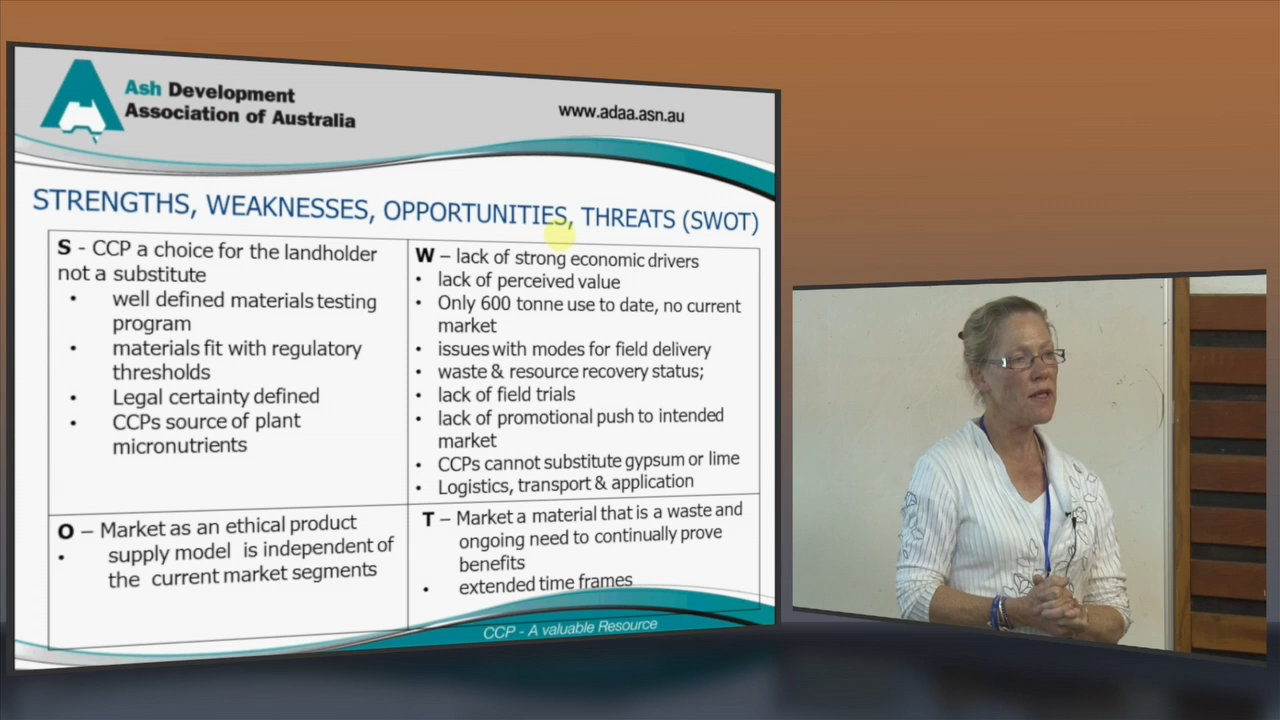 Ash Development
Association of Australia
www.adaa.asn.au
STRENGTHS, WEAKNESSES, OPPORTUNITIES, THREATS (SWOT)
S - CCP a choice for the landholder
not a substitute
• well defined materials testing
program
• materials fit with regulatory
thresholds
• Legal certainty defined
• CCPs source of plant
micronutrients
W – lack of strong economic drivers
• lack of perceived value
• Only 600 tonne use to date, no current
market
• issues with modes for field delivery
• waste & resource recovery status;
• lack of field trials
• lack of promotional push to intended
market
• CCPs cannot substitute gypsum or lime
• Logistics, transport & application
O – Market as an ethical product
• supply model is independent of
the current market segments
T – Market a material that is a waste and
ongoing need to continually prove
benefits
• extended time frames
CCP - A valuable Resource